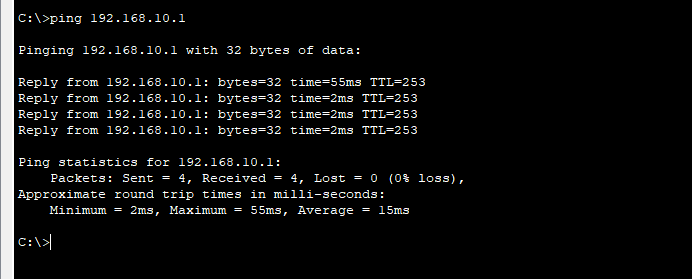 C:\>ping 192.168.10.1
Pinging 192.168.10.1 with 32 bytes of data:
Reply from 192.168.10.1: bytes=32 time=55ms TTL=253
Reply from 192.168.10.1: bytes=32 time=2ms TTL=253
Reply from 192.168.10.1: bytes=32 time=2ms TTL=253
Reply from 192.168.10.1: bytes=32 time=2ms TTL=253
Ping statistics for 192.168.10.1:
    Packets: Sent = 4, Received = 4, Lost = 0 (0% loss),
Approximate round trip times in milli-seconds:
    Minimum = 2ms, Maximum = 55ms, Average = 15ms
C:\>